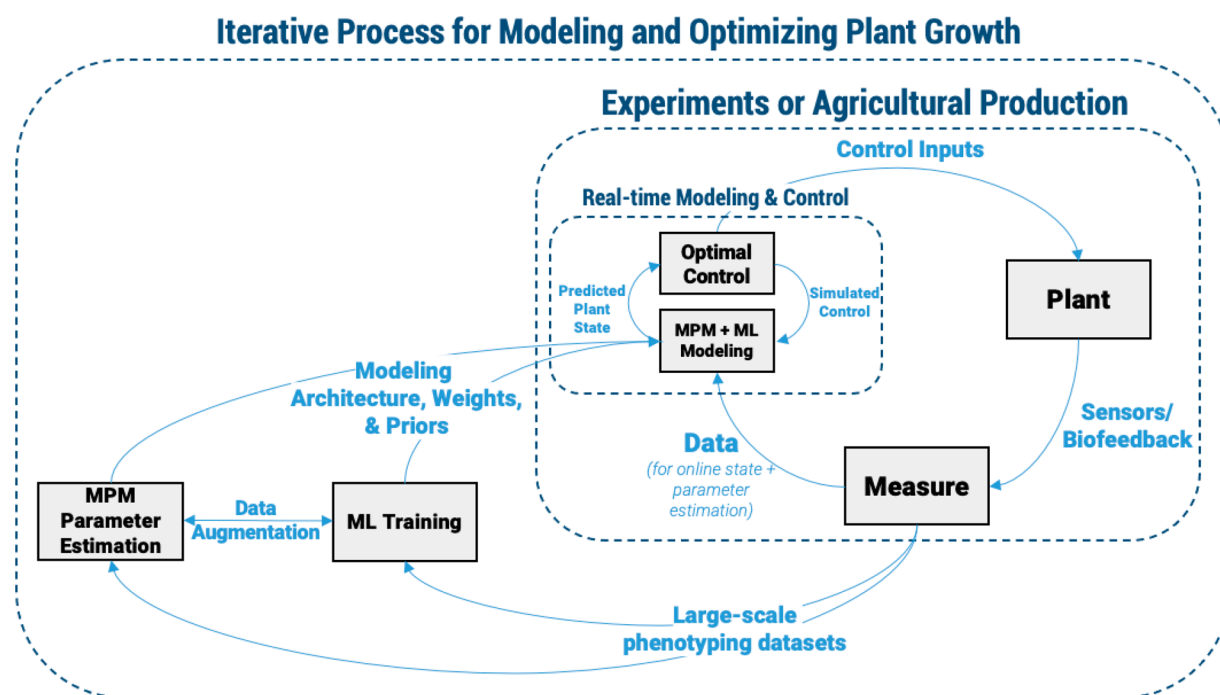 Iterative Process for Modeling and Optimizing Plant Growth
Experiments or Agricultural Production
Control Inputs
Real-time Modeling & Control
Optimal
Control
Predicted
Plant
State
Simulated
Control
MPM + ML
Modeling
Plant
Modeling
Architecture, Weights,
& Priors
Sensors/
Biofeedback
Data
(for online state +
parameter
estimation)
Measure
MPM
Parameter
Estimation
Data
Augmentation
ML Training
Large-scale
phenotyping datasets